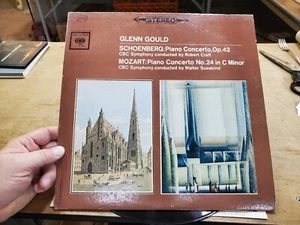 STEREO
GLENN GOULD
SCHOENBERG: Piano Concerto, Op. 42
CBC Symphony conducted by Robert Craft
MOZART: Piano Concerto No. 24 in C Minor
CBC Symphony conducted by Walter Susskind